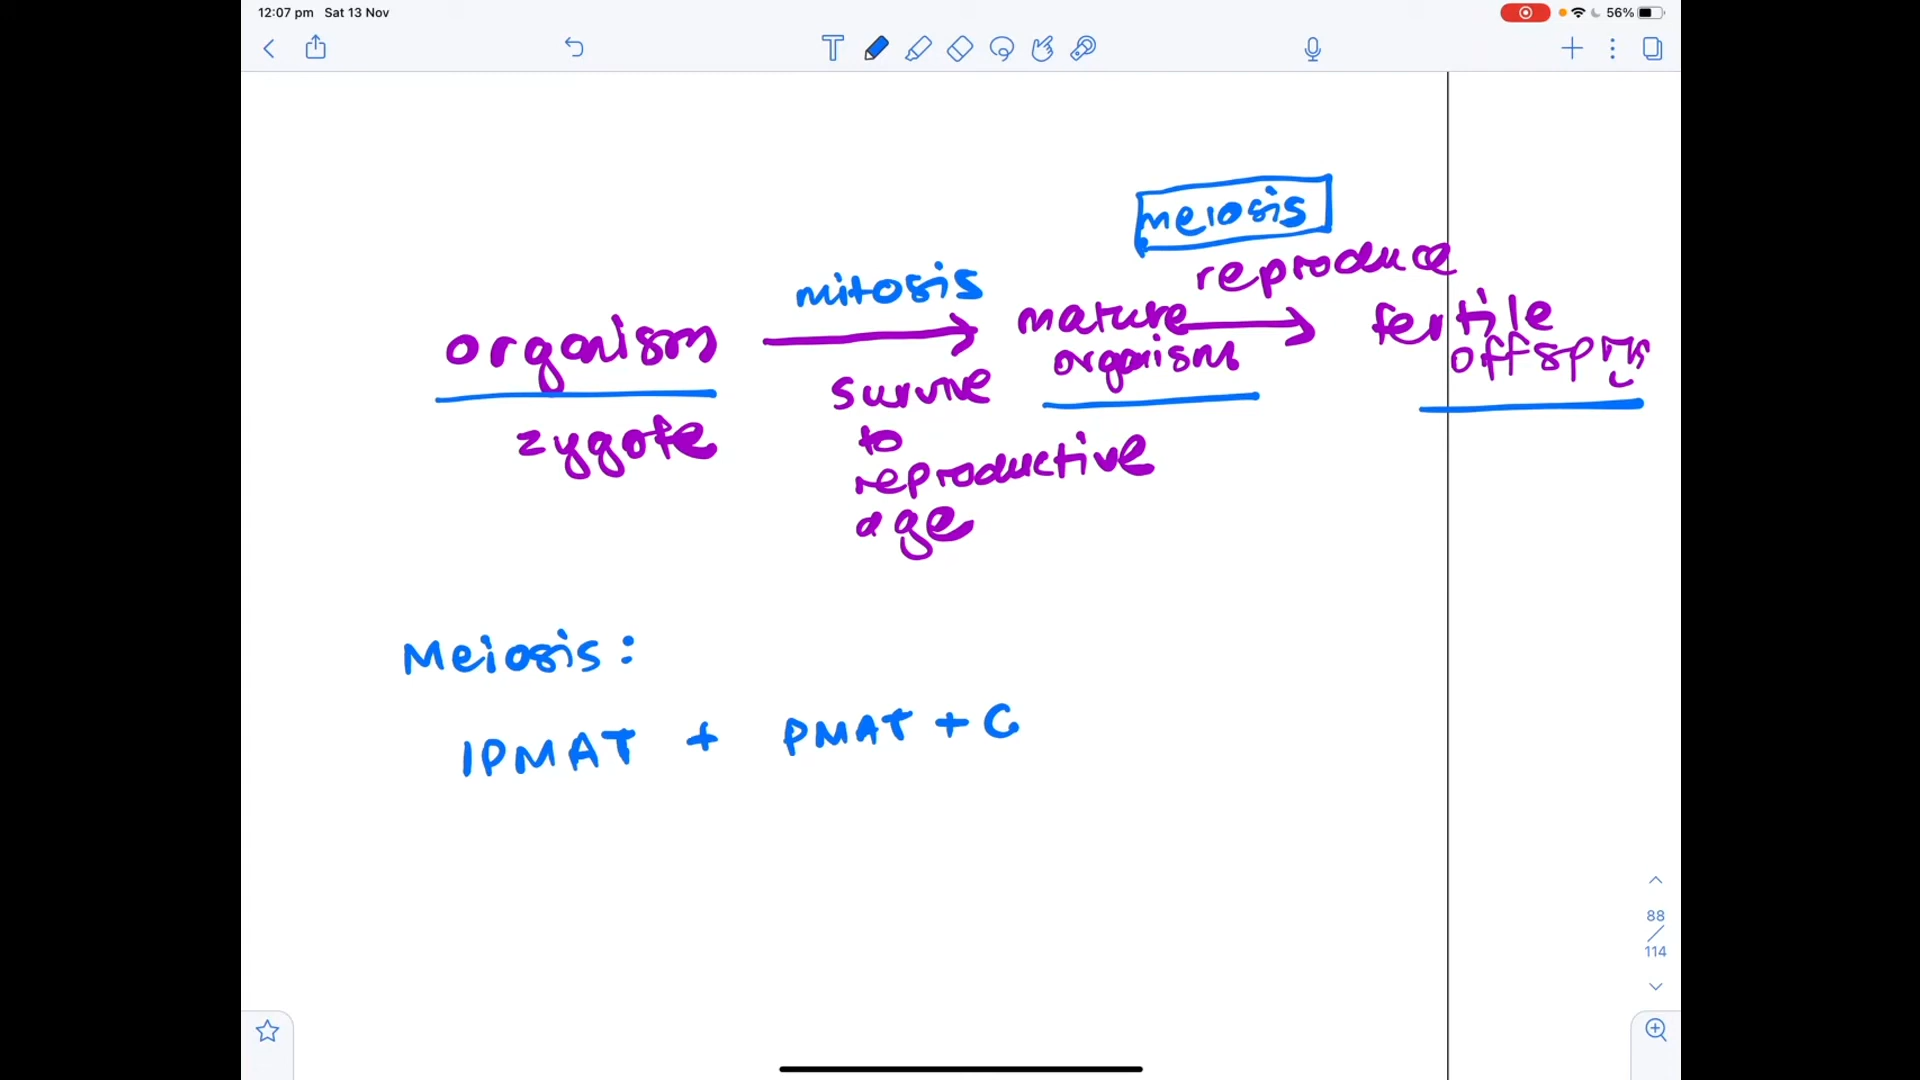 12:07 pm Sat 13 Nov
56%
T
meiosis
reproduce
mitosis
organism
mature
organism
fertile
zygote
survive
to
reproductive
age
Meiosis:
IPMAT + PMAT + C
88
114